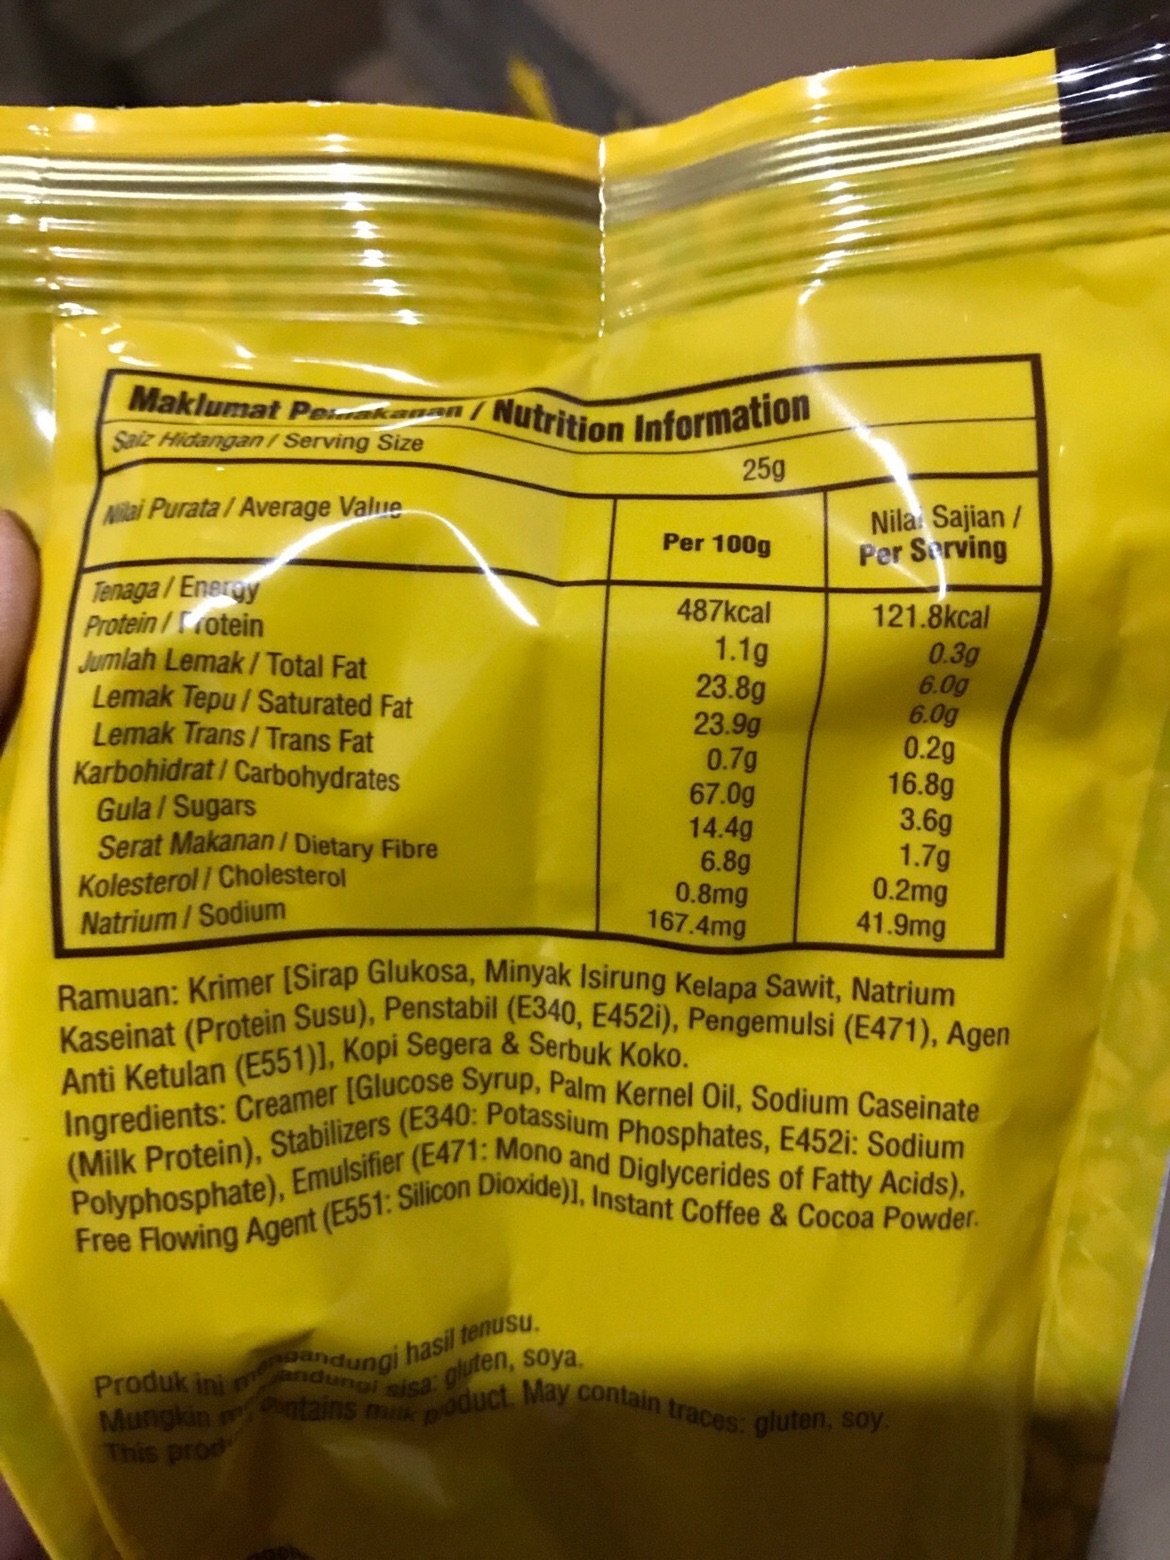 Maklumat Pemakanan / Nutrition Information
Saiz Hidangan / Serving Size 25g
Nilai Purata / Average Value Per 100g Nilai Sajian / Per Serving
Tenaga / Energy 487kcal 121.8kcal
Protein / Protein 1.1g 0.3g
Jumlah Lemak / Total Fat 23.8g 6.0g
Lemak Tepu / Saturated Fat 23.9g 6.0g
Lemak Trans / Trans Fat 0.7g 0.2g
Karbohidrat / Carbohydrates 67.0g 16.8g
Gula / Sugars 14.4g 3.6g
Serat Makanan / Dietary Fibre 6.8g 1.7g
Kolesterol / Cholesterol 0.8mg 0.2mg
Natrium / Sodium 167.4mg 41.9mg
Ramuan: Krimer [Sirap Glukosa, Minyak Isirung Kelapa Sawit, Natrium
Kaseinat (Protein Susu), Penstabil (E340, E452i), Pengemulsi (E471), Agen
Anti Ketulan (E551)], Kopi Segera & Serbuk Koko.
Ingredients: Creamer [Glucose Syrup, Palm Kernel Oil, Sodium Caseinate
(Milk Protein), Stabilizers (E340: Potassium Phosphates, E452i: Sodium
Polyphosphate), Emulsifier (E471: Mono and Diglycerides of Fatty Acids),
Free Flowing Agent (E551: Silicon Dioxide)], Instant Coffee & Cocoa Powder.
Produk ini mengandungi hasil tenusu.
Mungkin mengandungi sisa: gluten, soya.
This product contains milk product. May contain traces: gluten, soy.